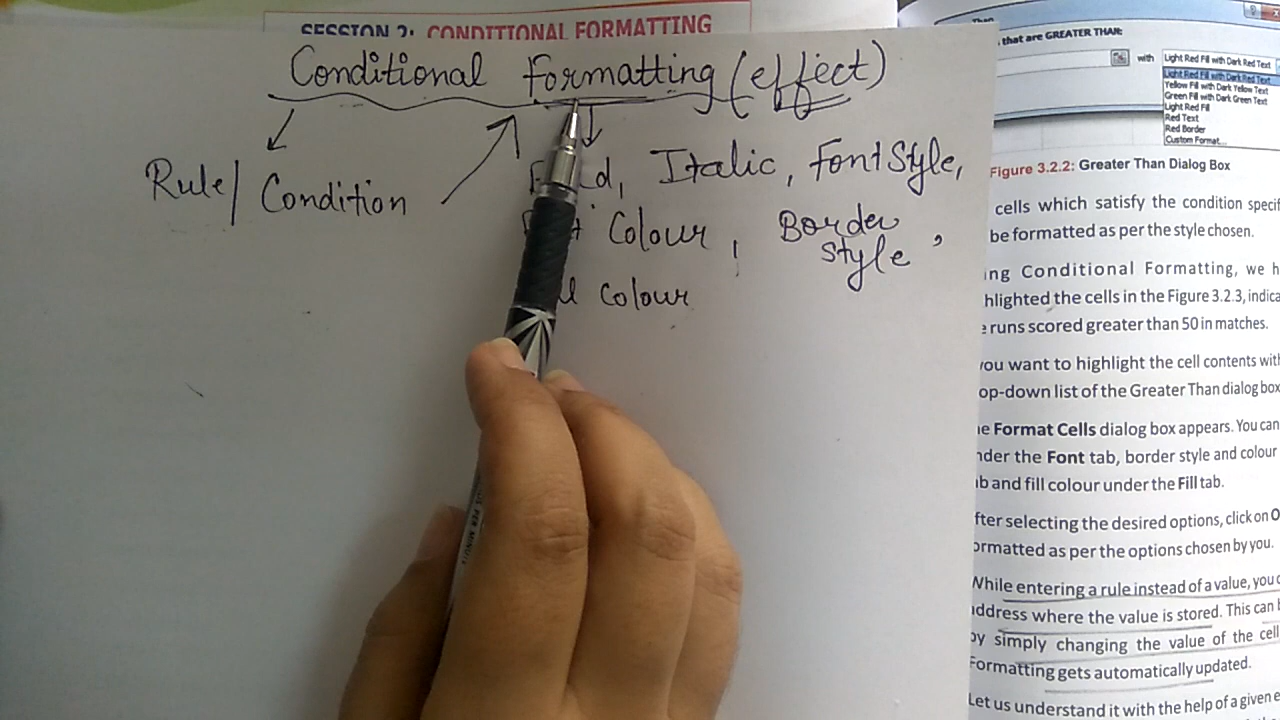 SESSION 2: CONDITIONAL FORMATTING
Conditional Formatting (effect)
Rule/ Condition
Italic, Font Style,
Colour, Border Style,
colour
that are GREATER THAN:
with Light Red Fill with Dark Red Text
Light Red Fill with Dark Red Text
Yellow Fill with Dark Yellow Text
Green Fill with Dark Green Text
Light Red Fill
Red Text
Red Border
Custom Format...
Figure 3.2.2: Greater Than Dialog Box
cells which satisfy the condition specif
be formatted as per the style chosen.
ing Conditional Formatting, we h
hlighted the cells in the Figure 3.2.3, indica
e runs scored greater than 50 in matches.
you want to highlight the cell contents wit
op-down list of the Greater Than dialog box
e Format Cells dialog box appears. You can
nder the Font tab, border style and colour
b and fill colour under the Fill tab.
fter selecting the desired options, click on O
ormatted as per the options chosen by you.
While entering a rule instead of a value, you c
address where the value is stored. This can b
by simply changing the value of the cell
Formatting gets automatically updated.
Let us understand it with the help of a given e